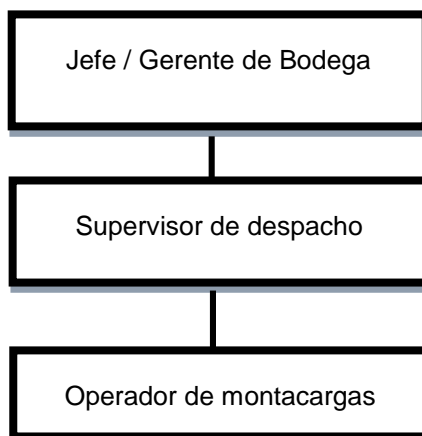 Jefe / Gerente de Bodega
Supervisor de despacho
Operador de montacargas